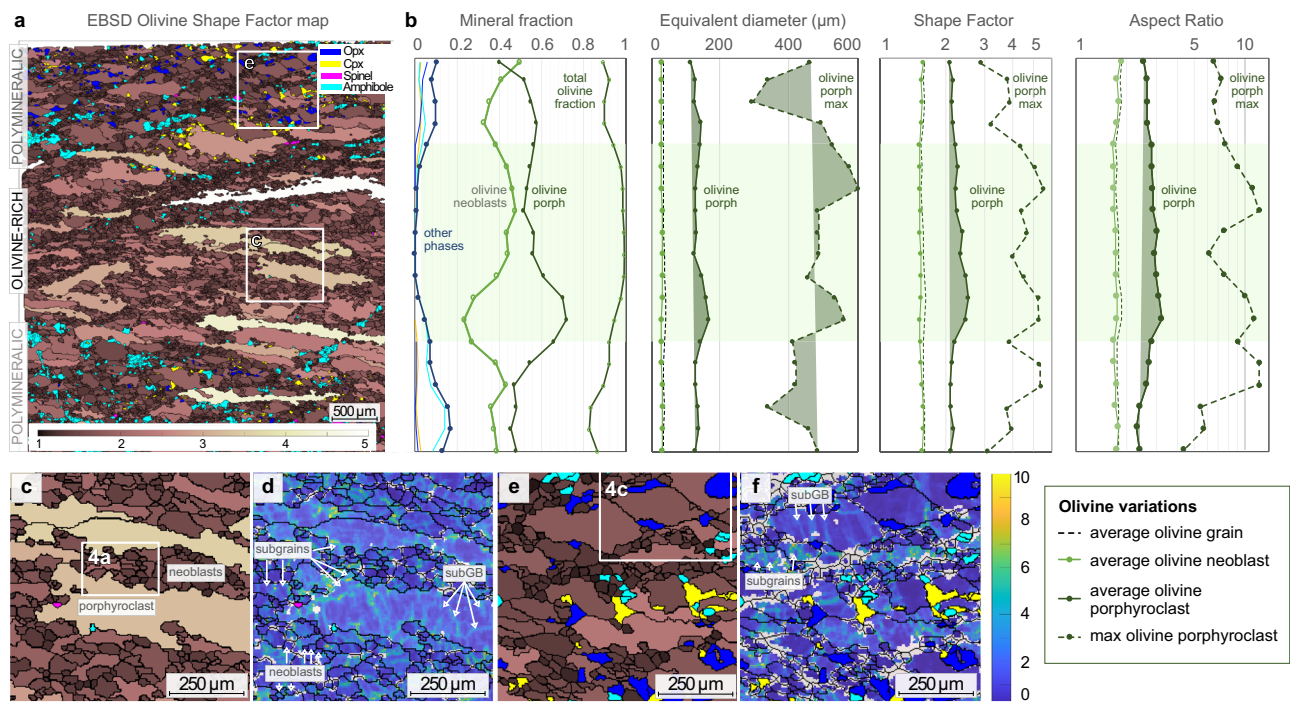 a
EBSD Olivine Shape Factor map
POLYMINERALIC
OLIVINE-RICH
POLYMINERALIC
Opx
Cpx
Spinel
Amphibole
e
c
500 µm
1 2 3 4 5
b
Mineral fraction
0 0.2 0.4 0.6 0.8 1
total
olivine
fraction
olivine
neoblasts
olivine
porph
other
phases
Equivalent diameter (µm)
0 200 400 600
olivine
porph
max
olivine
porph
Shape Factor
1 2 3 4 5
olivine
porph
max
olivine
porph
Aspect Ratio
1 5 10
olivine
porph
max
olivine
porph
c
4a
neoblasts
porphyroclast
250 µm
d
subgrains
subGB
neoblasts
250 µm
e
4c
250 µm
f
subGB
subgrains
250 µm
10
8
6
4
2
0
Olivine variations
average olivine grain
average olivine neoblast
average olivine
porphyroclast
max olivine porphyroclast